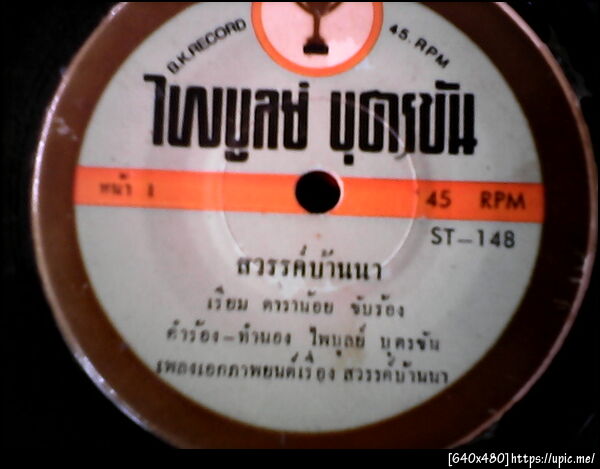 B.K.RECORD
45.RPM
ไพบูลย์ บุตรขัน
หน้า 1
45 RPM
ST-148
สวรรค์บ้านนา
เรียม ดาราน้อย ขับร้อง
คำร้อง-ทำนอง ไพบูลย์ บุตรขัน
เพลงเอกภาพยนต์เรื่อง สวรรค์บ้านนา
[640x480]https://upic.me/